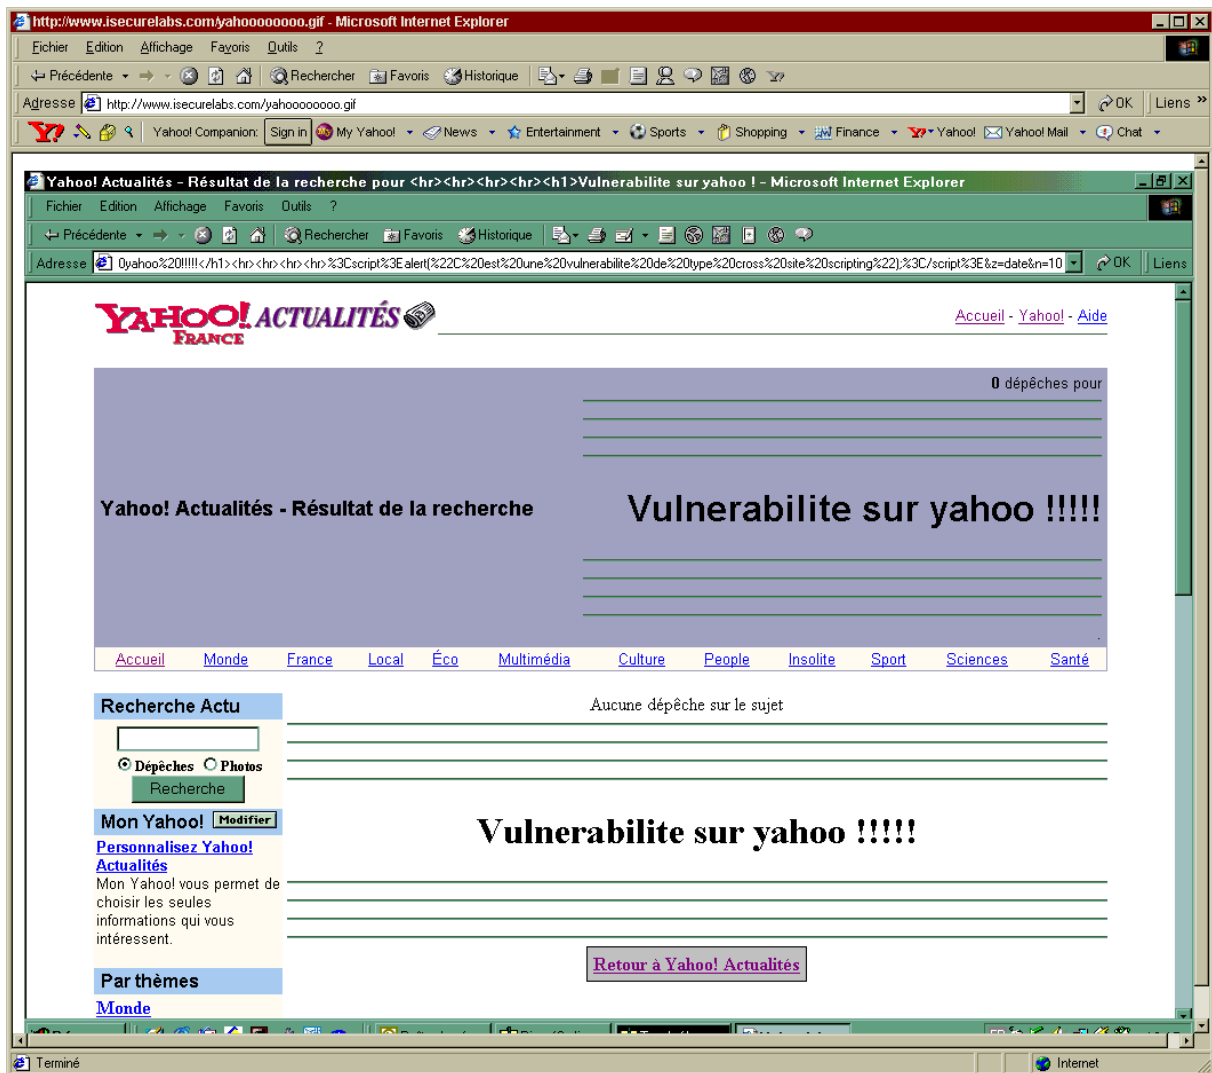 http://www.isecurelabs.com/yahoooooooo.gif - Microsoft Internet Explorer
Fichier Edition Affichage Favoris Outils ?
Précédente Rechercher Favoris Historique
Adresse http://www.isecurelabs.com/yahoooooooo.gif OK Liens »
Y? Yahoo! Companion: Sign in My Yahoo! News Entertainment Sports Shopping Finance Yahoo! Yahoo! Mail Chat
Yahoo! Actualités - Résultat de la recherche pour <hr><hr><hr><hr><h1>Vulnerabilite sur yahoo ! - Microsoft Internet Explorer
Fichier Edition Affichage Favoris Outils ?
Précédente Rechercher Favoris Historique
Adresse 0yahoo%20!!!!!</h1><hr><hr><hr><hr>%3Cscript%3Ealert(%22C%20est%20une%20vulnerabilite%20de%20type%20cross%20site%20scripting%22);%3C/script%3E&z=date&n=10 OK Liens
YAHOO! ACTUALITÉS
FRANCE
Accueil - Yahoo! - Aide
0 dépêches pour
Yahoo! Actualités - Résultat de la recherche
Vulnerabilite sur yahoo !!!!!
.
Accueil Monde France Local Éco Multimédia Culture People Insolite Sport Sciences Santé
Recherche Actu
Dépêches Photos
Recherche
Mon Yahoo! Modifier
Personnalisez Yahoo!
Actualités
Mon Yahoo! vous permet de
choisir les seules
informations qui vous
intéressent.
Par thèmes
Monde
Aucune dépêche sur le sujet
Vulnerabilite sur yahoo !!!!!
Retour à Yahoo! Actualités
Terminé
Internet